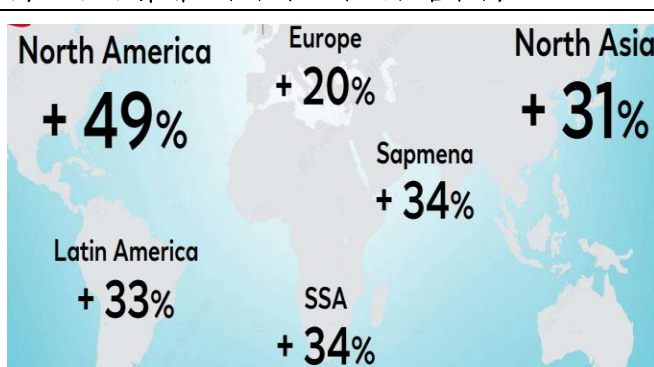 North America
+ 49%
Europe
+ 20%
North Asia
+ 31%
Sapmena
+ 34%
Latin America
+ 33%
SSA
+ 34%